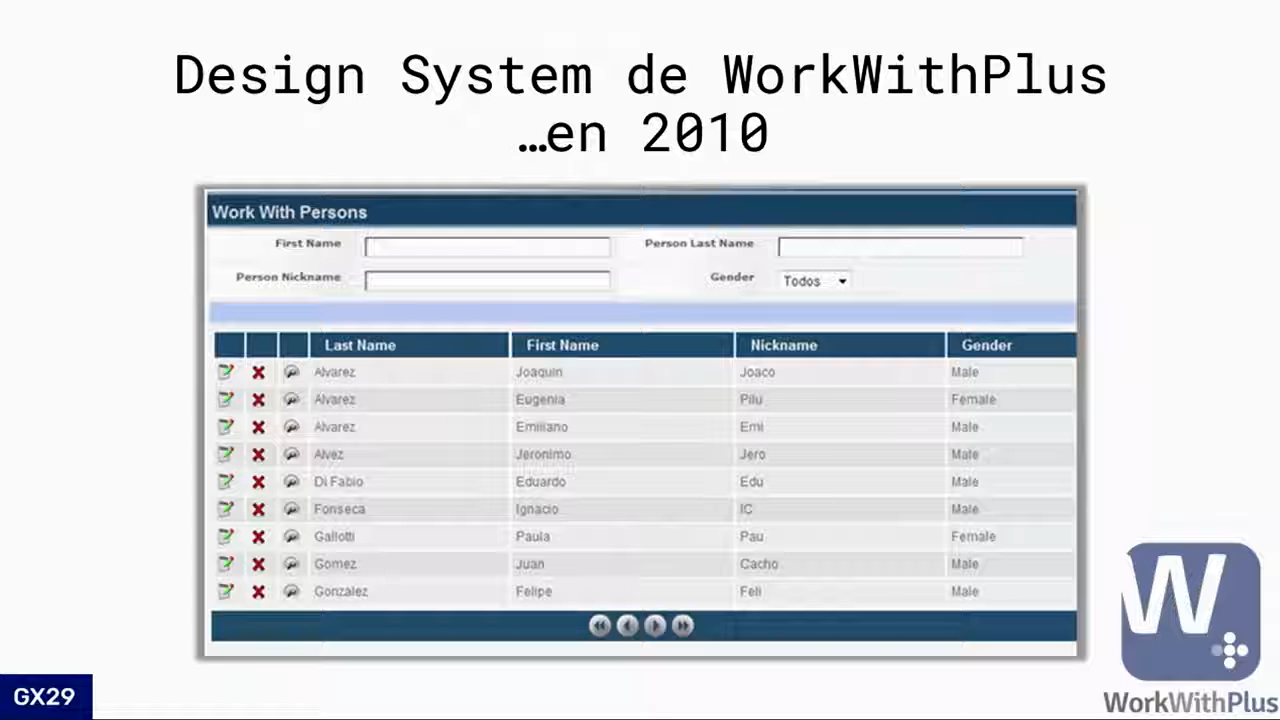 Design System de WorkWithPlus
…en 2010
Work With Persons
First Name Person Last Name
Person Nickname Gender Todos
Last Name First Name Nickname Gender
Alvarez Joaquin Joaco Male
Alvarez Eugenia Pilu Female
Alvarez Emiliano Emi Male
Alvez Jeronimo Jero Male
Di Fabio Eduardo Edu Male
Fonseca Ignacio IC Male
Gallotti Paula Pau Female
Gomez Juan Cacho Male
Gonzalez Felipe Feli Male
W
GX29
WorkWithPlus